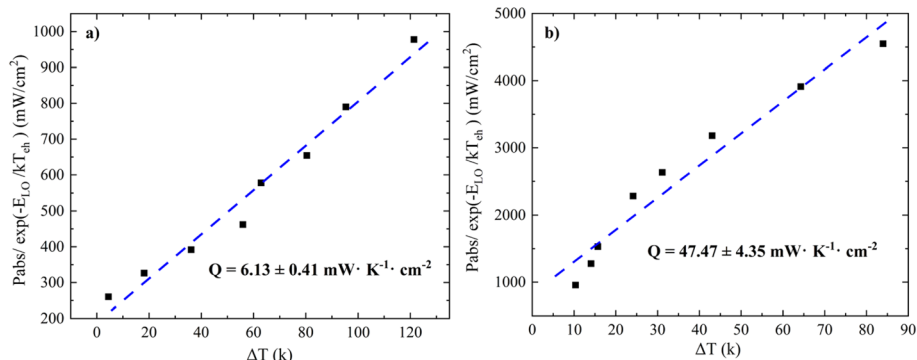 a)
Pabs/ exp(-E_LO /kT_eh ) (mW/cm²)
1000
900
800
700
600
500
400
300
200
Q = 6.13 ± 0.41 mW· K⁻¹· cm⁻²
0 20 40 60 80 100 120
ΔT (k)
b)
Pabs/ exp(-E_LO /kT_eh ) (mW/cm²)
5000
4000
3000
2000
1000
Q = 47.47 ± 4.35 mW· K⁻¹· cm⁻²
0 10 20 30 40 50 60 70 80 90
ΔT (k)